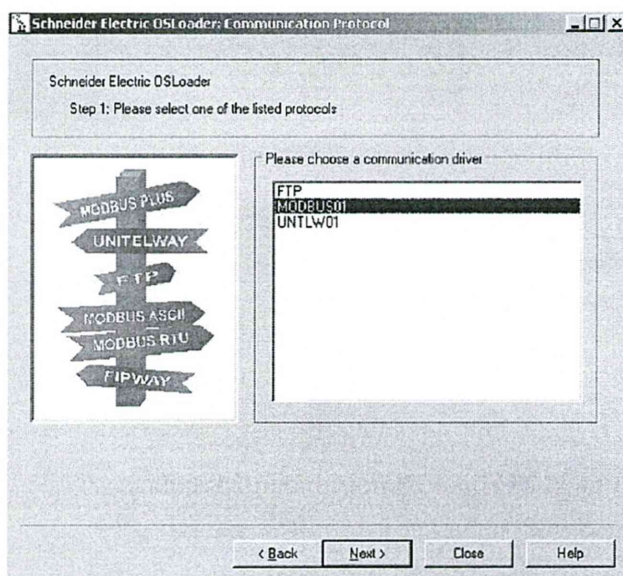 Schneider Electric OSLoader: Communication Protocol
Schneider Electric OSLoader
Step 1: Please select one of the listed protocols
MODBUS PLUS
UNITELWAY
FTP
MODBUS ASCII
MODBUS RTU
FIPWAY
Please choose a communication driver
FTP
MODBUS01
UNTLW01
< Back
Next >
Close
Help